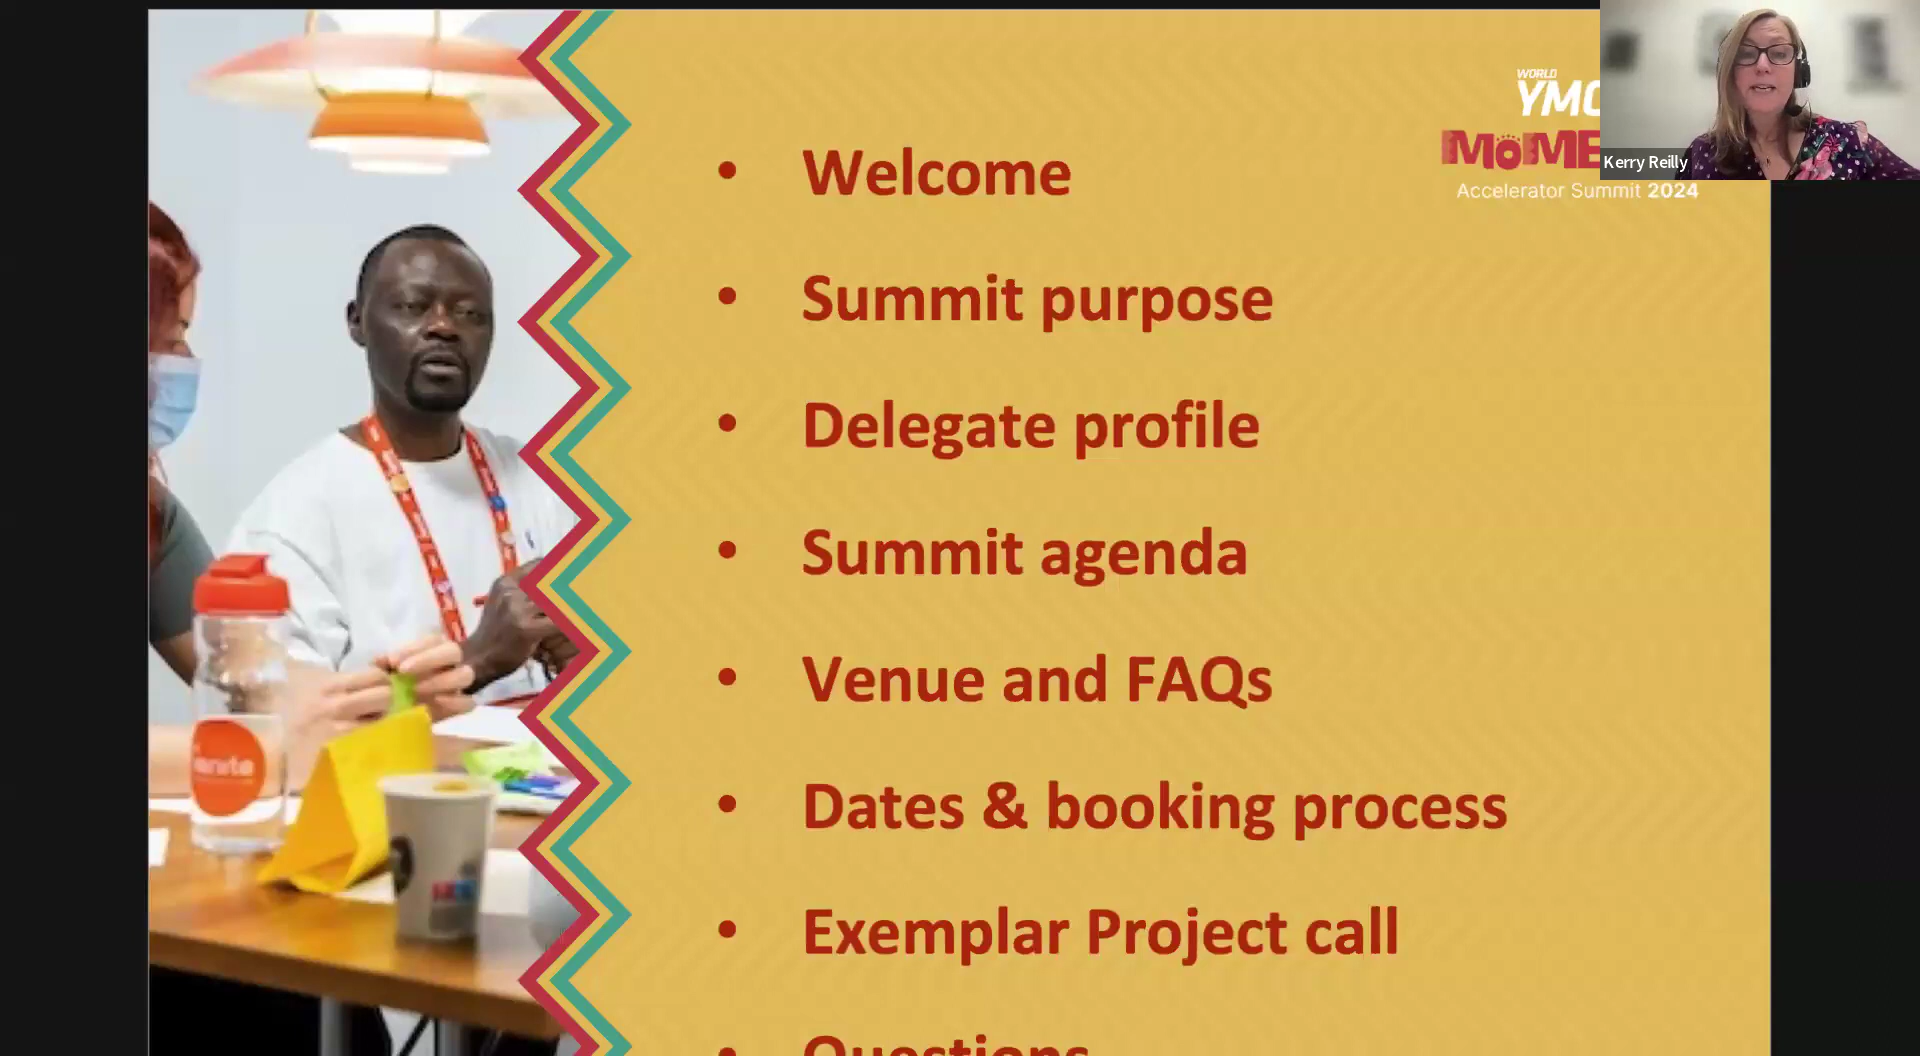 WORLD
YMC
MOME
Accelerator Summit 2024
Kerry Reilly
• Welcome
• Summit purpose
• Delegate profile
• Summit agenda
• Venue and FAQs
• Dates & booking process
• Exemplar Project call
• Questions